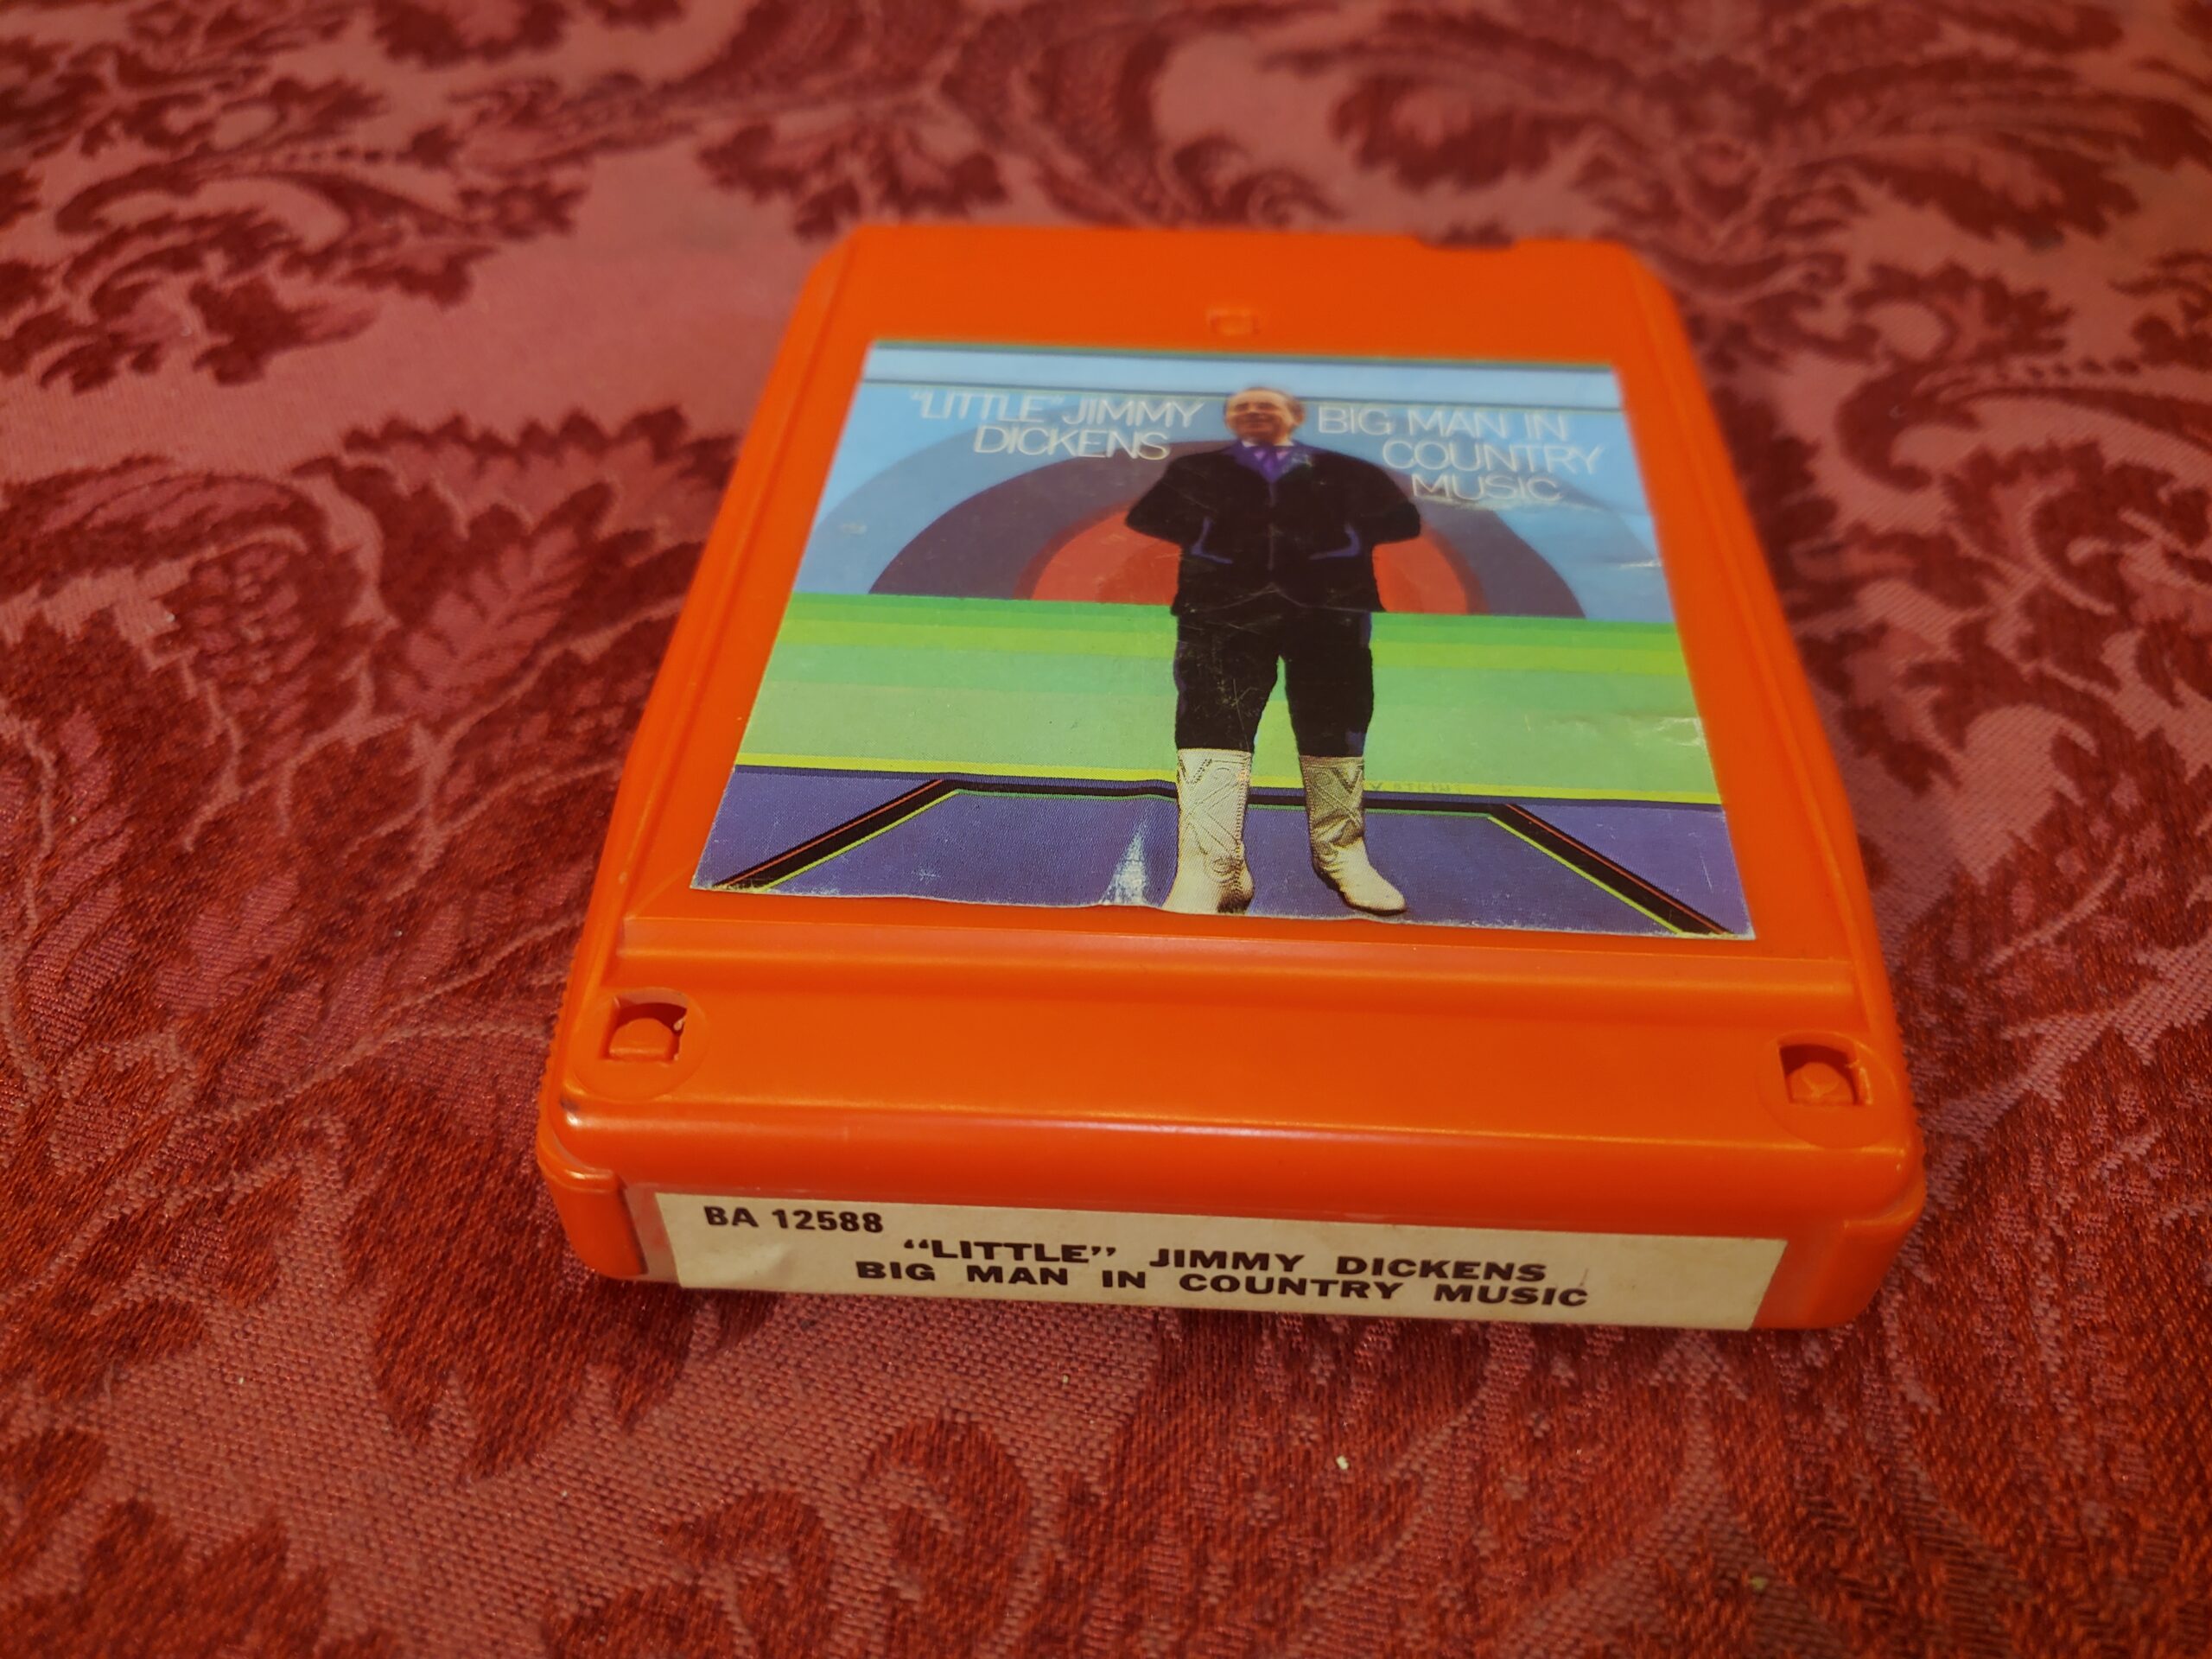 "LITTLE" JIMMY
DICKENS
BIG MAN IN
COUNTRY
MUSIC
BA 12588
“LITTLE” JIMMY DICKENS
BIG MAN IN COUNTRY MUSIC